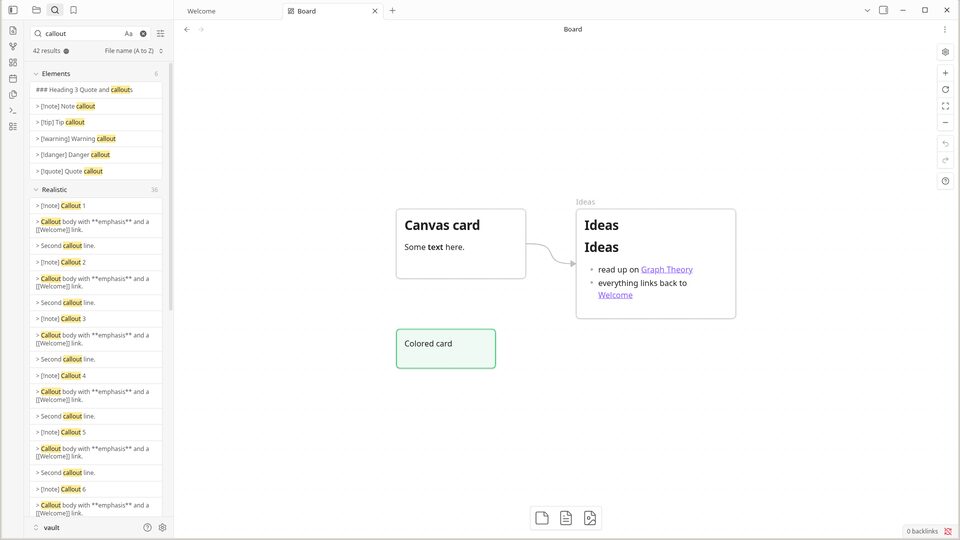 Welcome
Board
callout
Aa
42 results
File name (A to Z)
Elements
6
### Heading 3 Quote and callouts
> [!note] Note callout
> [!tip] Tip callout
> [!warning] Warning callout
> [!danger] Danger callout
> [!quote] Quote callout
Realistic
36
> [!note] Callout 1
> Callout body with **emphasis** and a
[[Welcome]] link.
> Second callout line.
> [!note] Callout 2
> Callout body with **emphasis** and a
[[Welcome]] link.
> Second callout line.
> [!note] Callout 3
> Callout body with **emphasis** and a
[[Welcome]] link.
> Second callout line.
> [!note] Callout 4
> Callout body with **emphasis** and a
[[Welcome]] link.
> Second callout line.
> [!note] Callout 5
> Callout body with **emphasis** and a
[[Welcome]] link.
> Second callout line.
> [!note] Callout 6
> Callout body with **emphasis** and a
[[Welcome]] link.
vault
Board
Canvas card
Some text here.
Ideas
Ideas
Ideas
• read up on Graph Theory
• everything links back to
Welcome
Colored card
0 backlinks